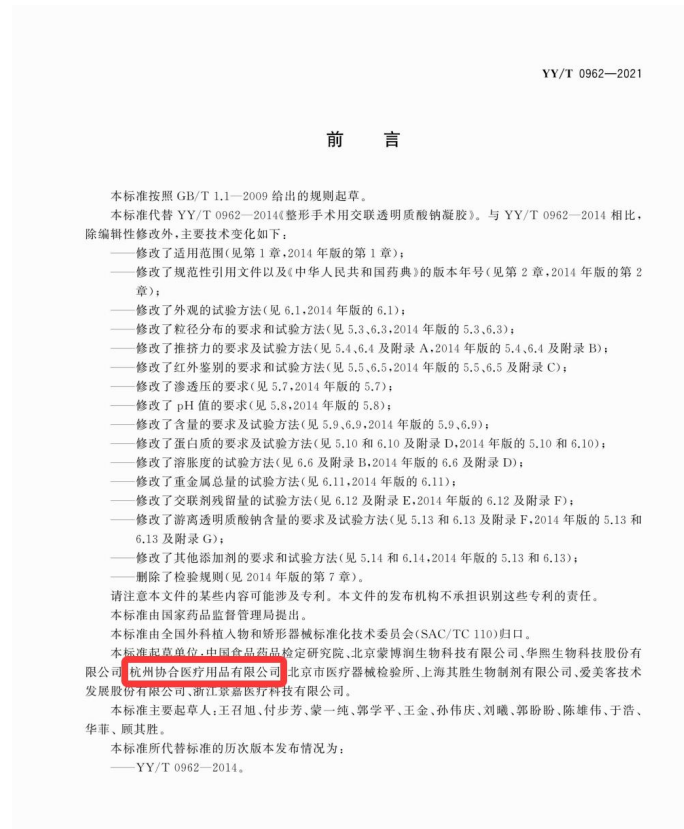 YY/T 0962—2021
前 言
本标准按照 GB/T 1.1—2009 给出的规则起草。
本标准代替 YY/T 0962—2014《整形手术用交联透明质酸钠凝胶》。与 YY/T 0962—2014 相比,
除编辑性修改外,主要技术变化如下:
——修改了适用范围(见第 1 章,2014 年版的第 1 章);
——修改了规范性引用文件以及《中华人民共和国药典》的版本年号(见第 2 章,2014 年版的第 2
章);
——修改了外观的试验方法(见 6.1,2014 年版的 6.1);
——修改了粒径分布的要求和试验方法(见 5.3、6.3,2014 年版的 5.3、6.3);
——修改了推挤力的要求及试验方法(见 5.4、6.4 及附录 A,2014 年版的 5.4、6.4 及附录 B);
——修改了红外鉴别的要求和试验方法(见 5.5、6.5,2014 年版的 5.5、6.5 及附录 C);
——修改了渗透压的要求(见 5.7,2014 年版的 5.7);
——修改了 pH 值的要求(见 5.8,2014 年版的 5.8);
——修改了含量的要求及试验方法(见 5.9、6.9,2014 年版的 5.9、6.9);
——修改了蛋白质的要求及试验方法(见 5.10 和 6.10 及附录 D,2014 年版的 5.10 和 6.10);
——修改了溶胀度的试验方法(见 6.6 及附录 B,2014 年版的 6.6 及附录 D);
——修改了重金属总量的试验方法(见 6.11,2014 年版的 6.11);
——修改了交联剂残留量的试验方法(见 6.12 及附录 E,2014 年版的 6.12 及附录 F);
——修改了游离透明质酸钠含量的要求及试验方法(见 5.13 和 6.13 及附录 F,2014 年版的 5.13 和
6.13 及附录 G);
——修改了其他添加剂的要求和试验方法(见 5.14 和 6.14,2014 年版的 5.13 和 6.13);
——删除了检验规则(见 2014 年版的第 7 章)。
请注意本文件的某些内容可能涉及专利。本文件的发布机构不承担识别这些专利的责任。
本标准由国家药品监督管理局提出。
本标准由全国外科植入物和矫形器械标准化技术委员会(SAC/TC 110)归口。
本标准起草单位:中国食品药品检定研究院、北京蒙博润生物科技有限公司、华熙生物科技股份有
限公司、杭州协合医疗用品有限公司、北京市医疗器械检验所、上海其胜生物制剂有限公司、爱美客技术
发展股份有限公司、浙江景嘉医疗科技有限公司。
本标准主要起草人:王召旭、付步芳、蒙一纯、郭学平、王金、孙伟庆、刘曦、郭盼盼、陈雄伟、于浩、
华菲、顾其胜。
本标准所代替标准的历次版本发布情况为:
——YY/T 0962—2014。